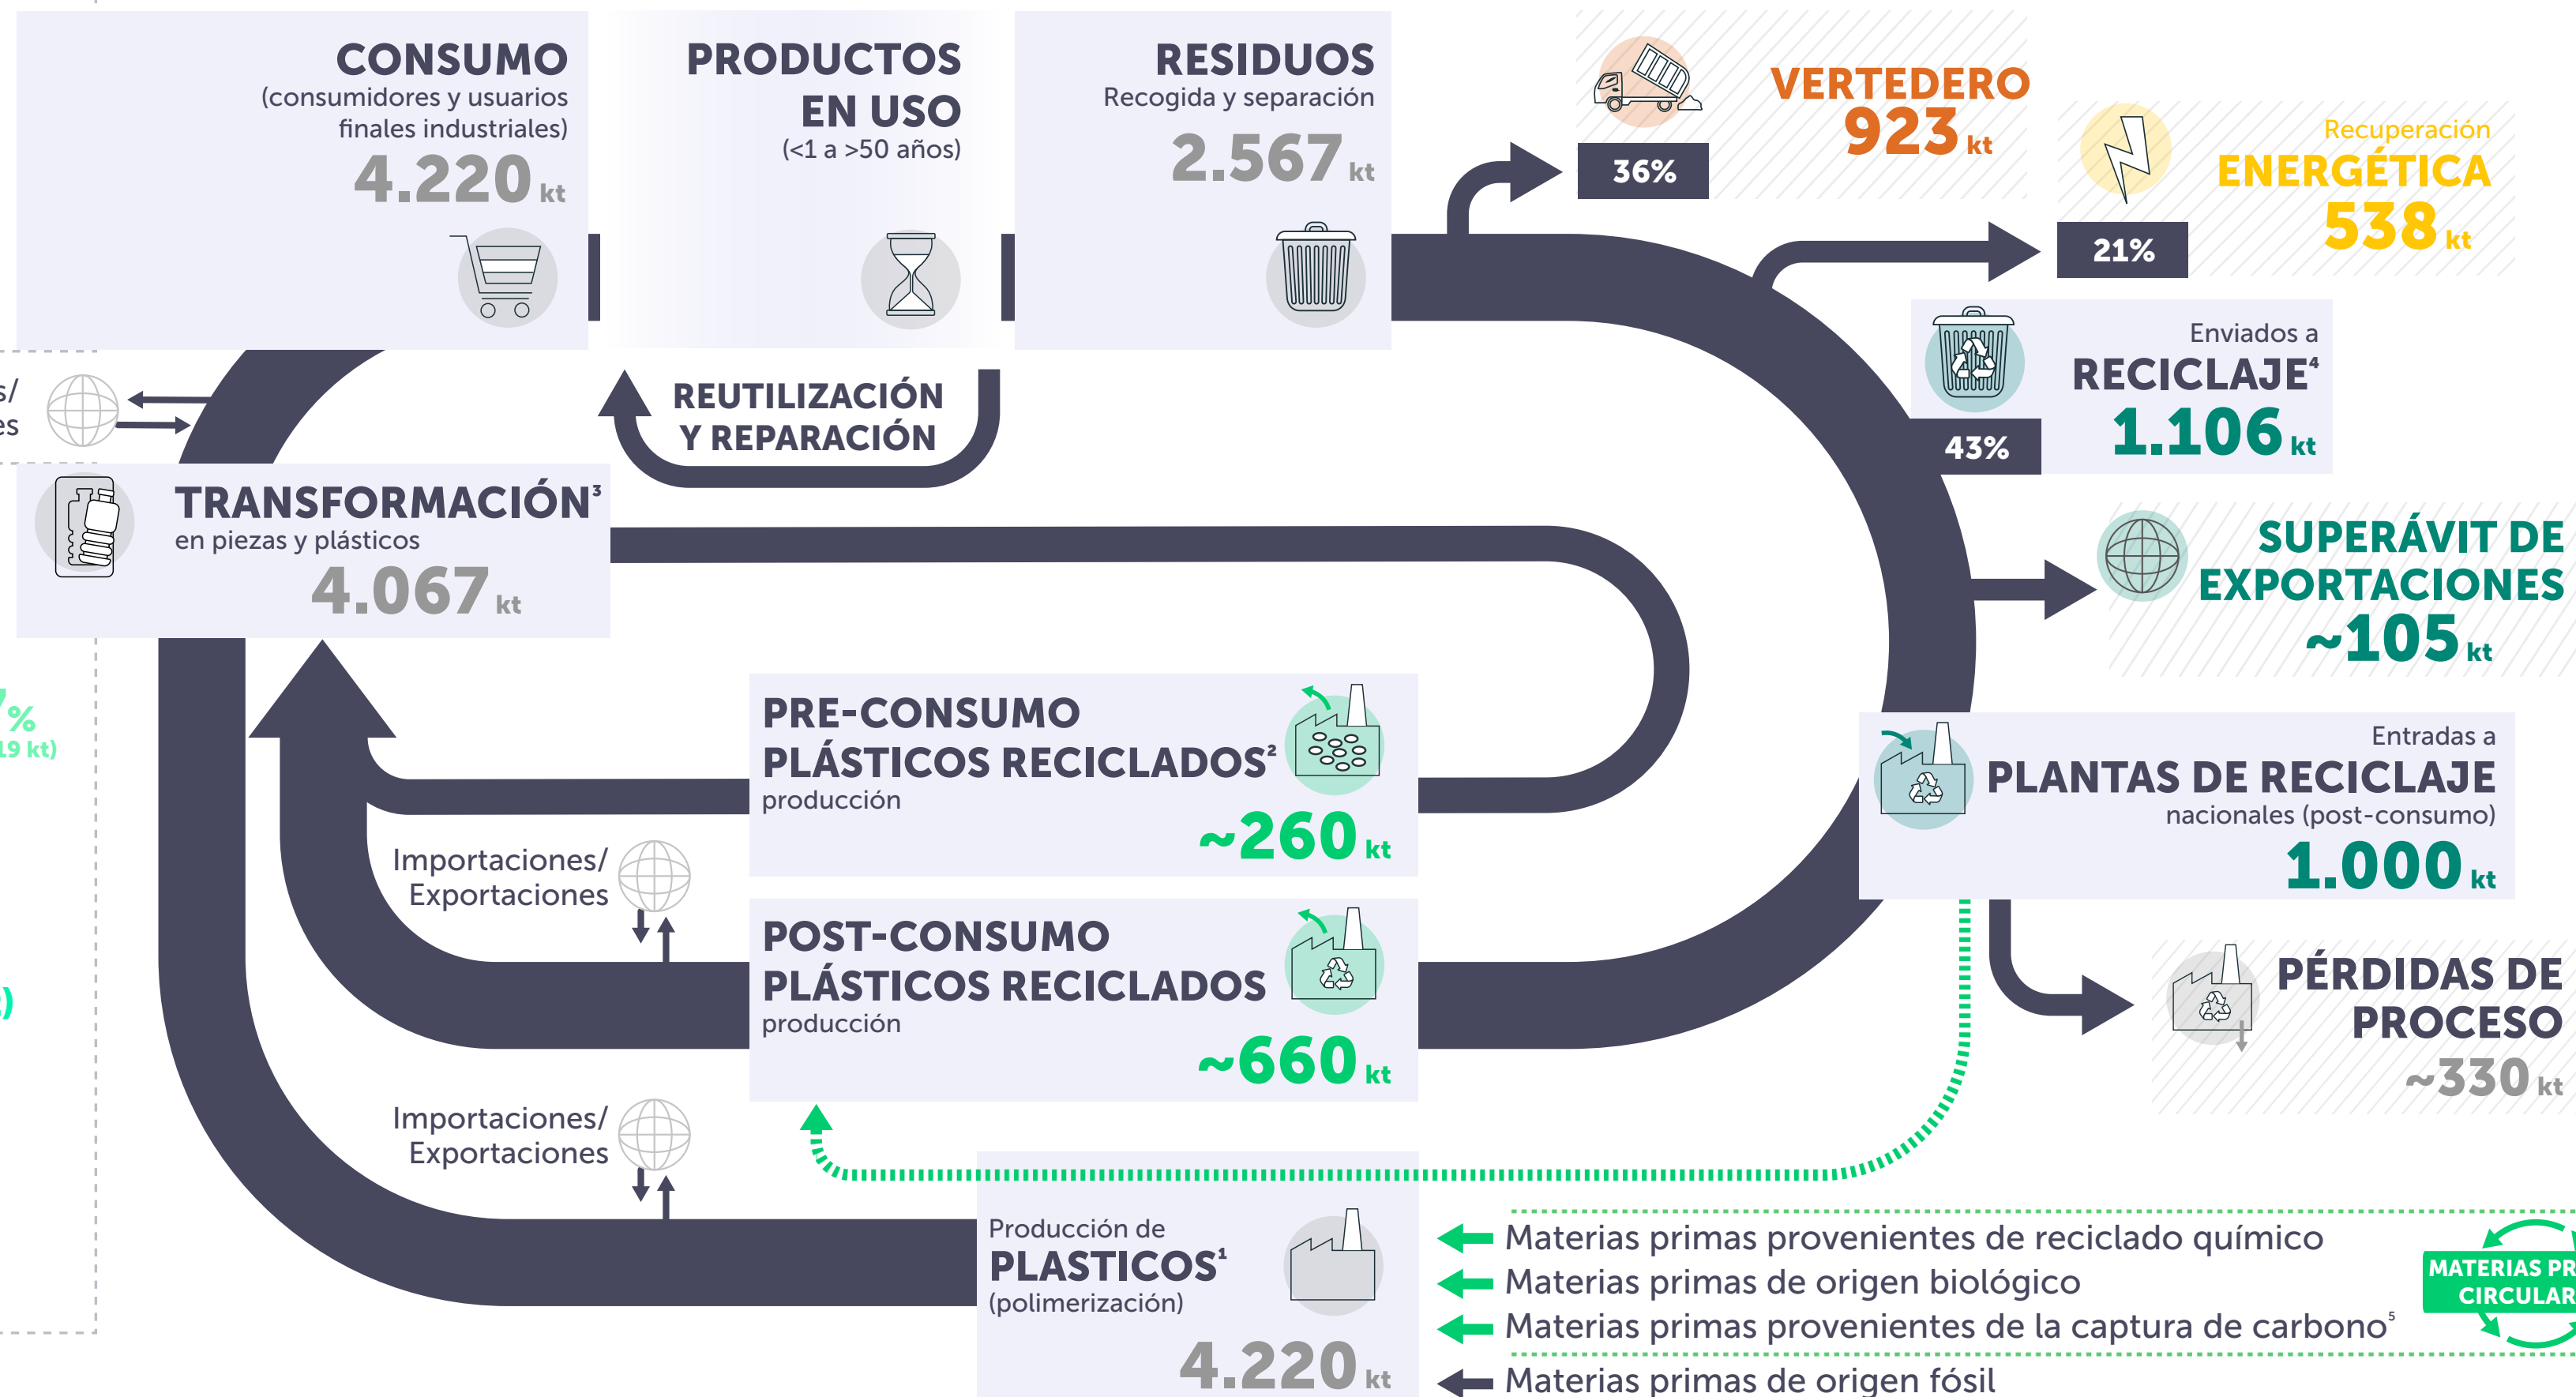 CONSUMO
(consumidores y usuarios
finales industriales)
4.220 kt
PRODUCTOS
EN USO
(<1 a >50 años)
RESIDUOS
Recogida y separación
2.567 kt
VERTEDERO
923 kt
36%
Recuperación
ENERGÉTICA
538 kt
21%
Enviados a
RECICLAJE⁴
1.106 kt
43%
REUTILIZACIÓN
Y REPARACIÓN
TRANSFORMACIÓN³
en piezas y plásticos
4.067 kt
SUPERÁVIT DE
EXPORTACIONES
~105 kt
PRE-CONSUMO
PLÁSTICOS RECICLADOS²
producción
~260 kt
Entradas a
PLANTAS DE RECICLAJE
nacionales (post-consumo)
1.000 kt
Importaciones/
Exportaciones
POST-CONSUMO
PLÁSTICOS RECICLADOS
producción
~660 kt
PÉRDIDAS DE
PROCESO
~330 kt
Importaciones/
Exportaciones
Producción de
PLASTICOS¹
(polimerización)
4.220 kt
Materias primas provenientes de reciclado químico
Materias primas de origen biológico
Materias primas provenientes de la captura de carbono⁵
Materias primas de origen fósil
MATERIAS PR
CIRCULAR